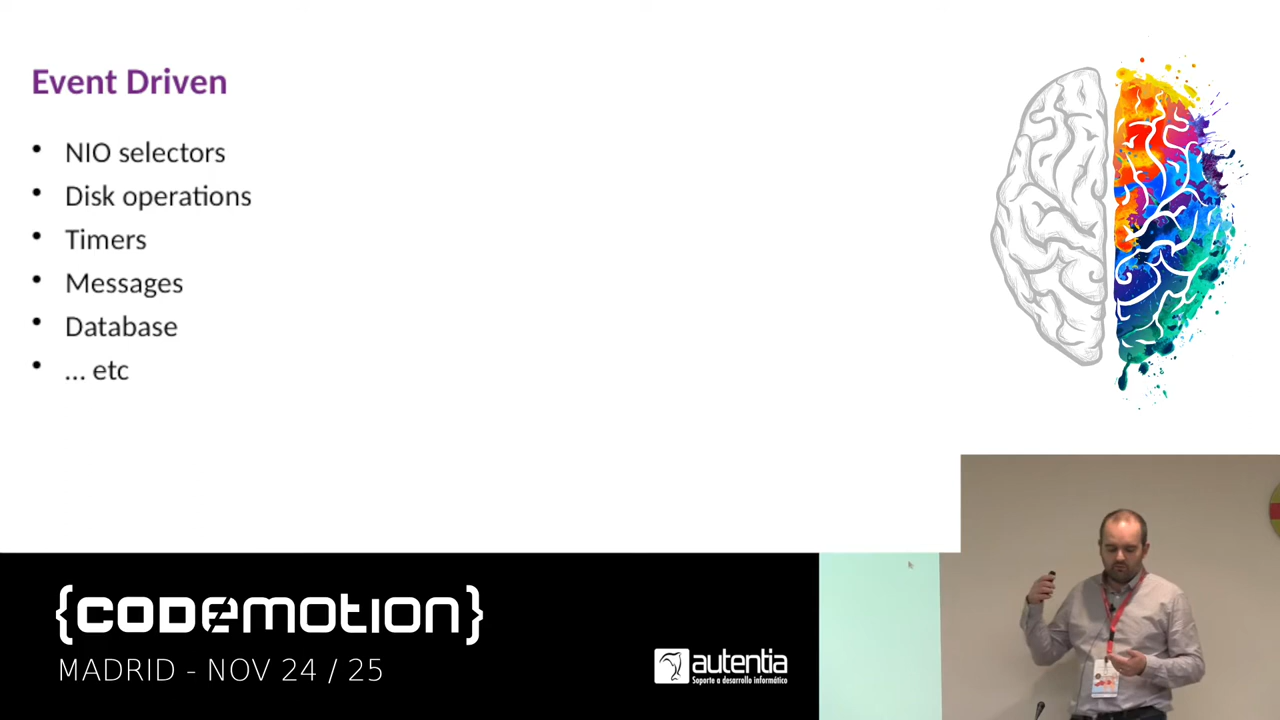 Event Driven
• NIO selectors
• Disk operations
• Timers
• Messages
• Database
• ... etc
{CODEMOTION}
MADRID - NOV 24 / 25
autentia
Soporte a desarrollo informático